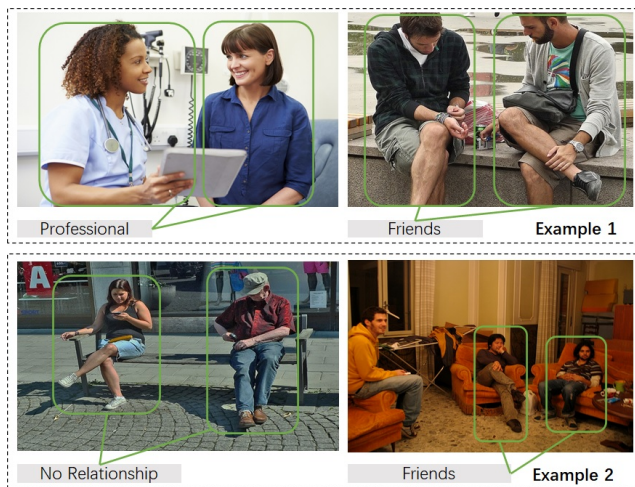 Professional
Friends
Example 1
A
No Relationship
Friends
Example 2